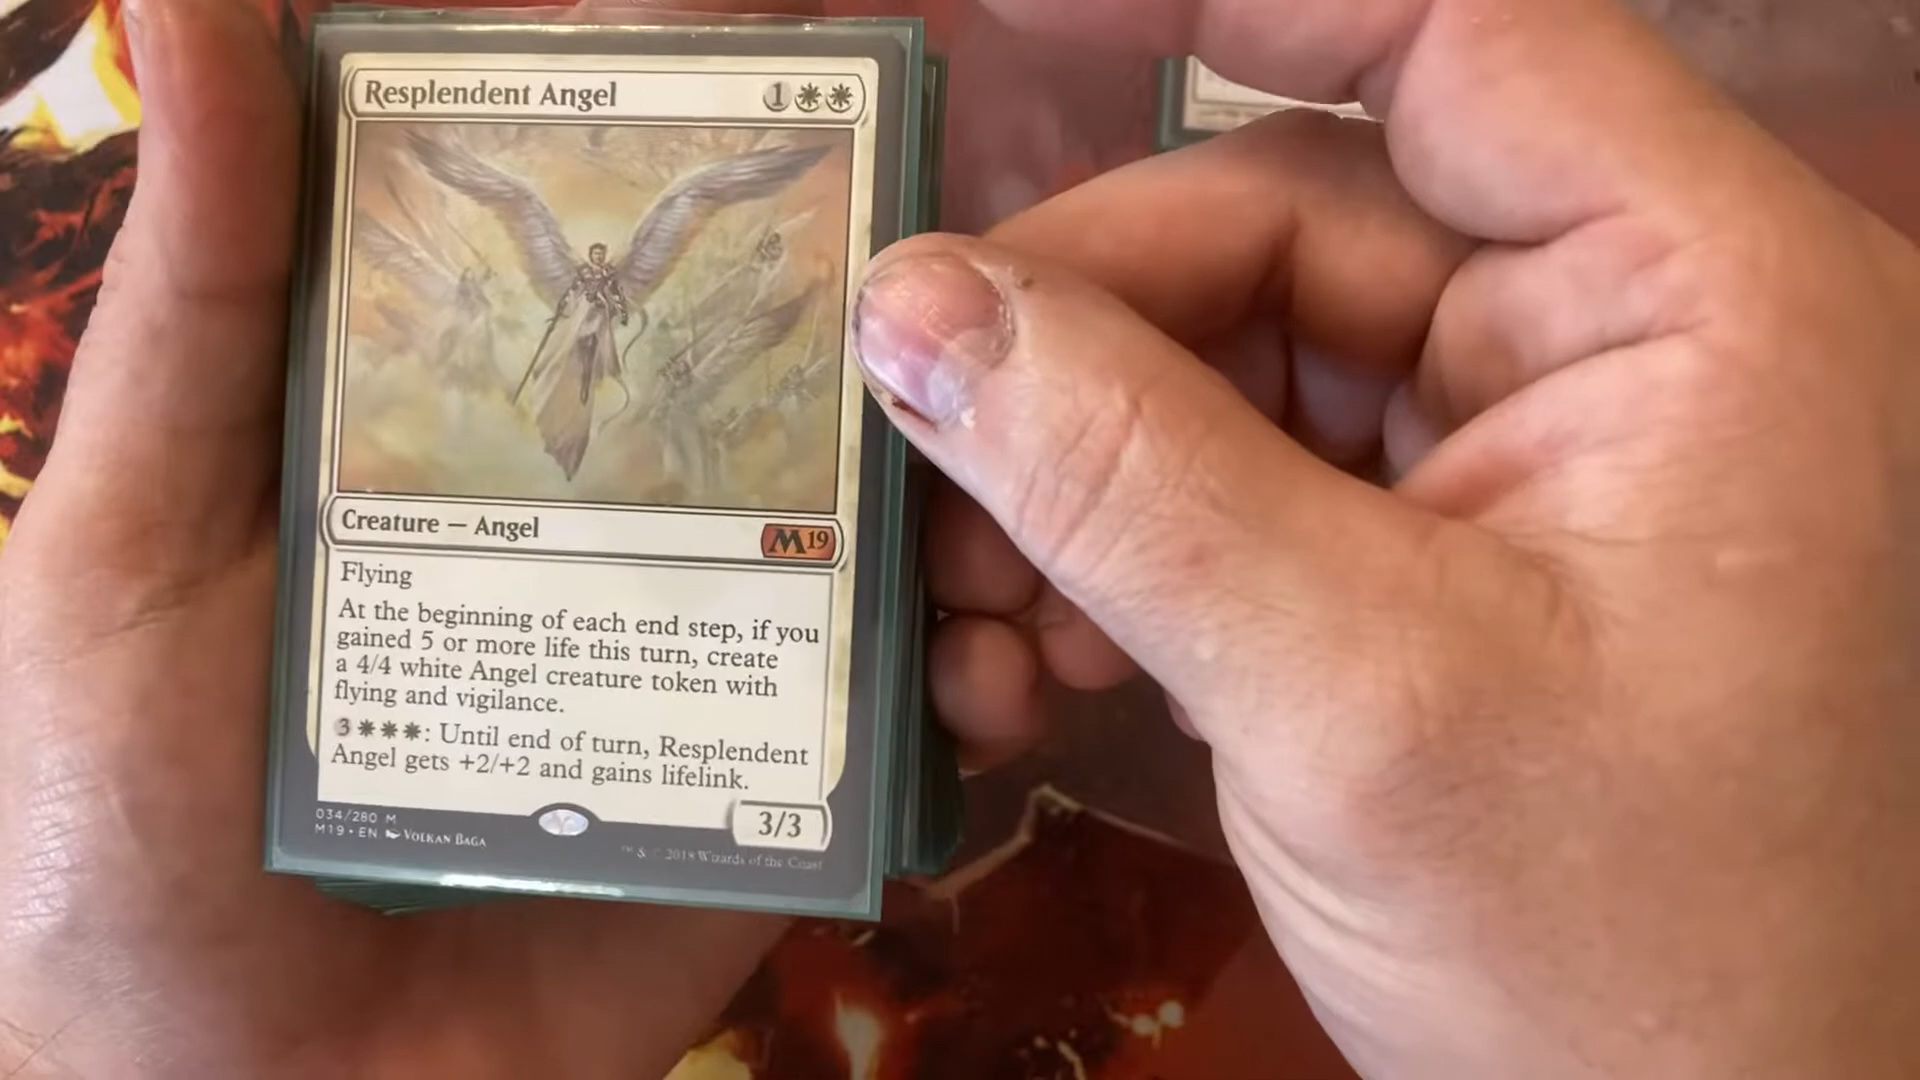 Resplendent Angel 1
Creature — Angel M19
Flying
At the beginning of each end step, if you
gained 5 or more life this turn, create
a 4/4 white Angel creature token with
flying and vigilance.
3 : Until end of turn, Resplendent
Angel gets +2/+2 and gains lifelink.
3/3
034/280 M
M19 • EN VOLKAN BAGA
™ & © 2018 Wizards of the Coast